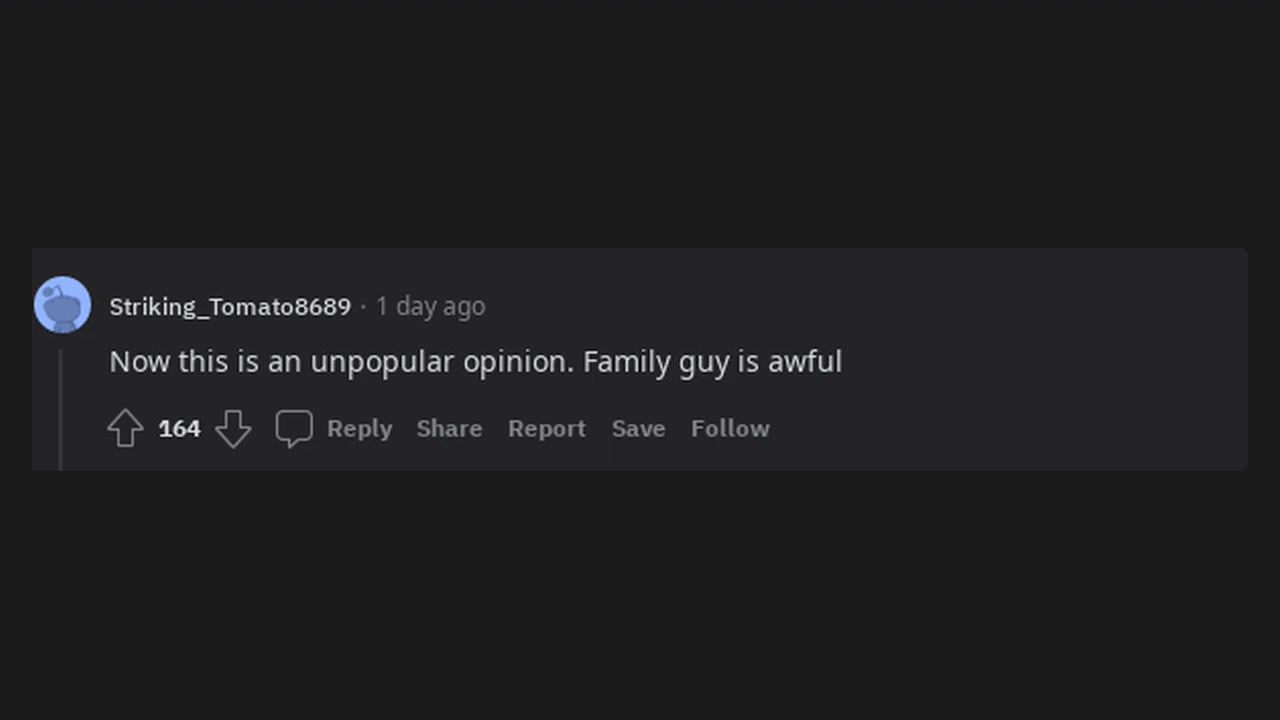 Striking_Tomato8689 · 1 day ago
Now this is an unpopular opinion. Family guy is awful
164 Reply Share Report Save Follow